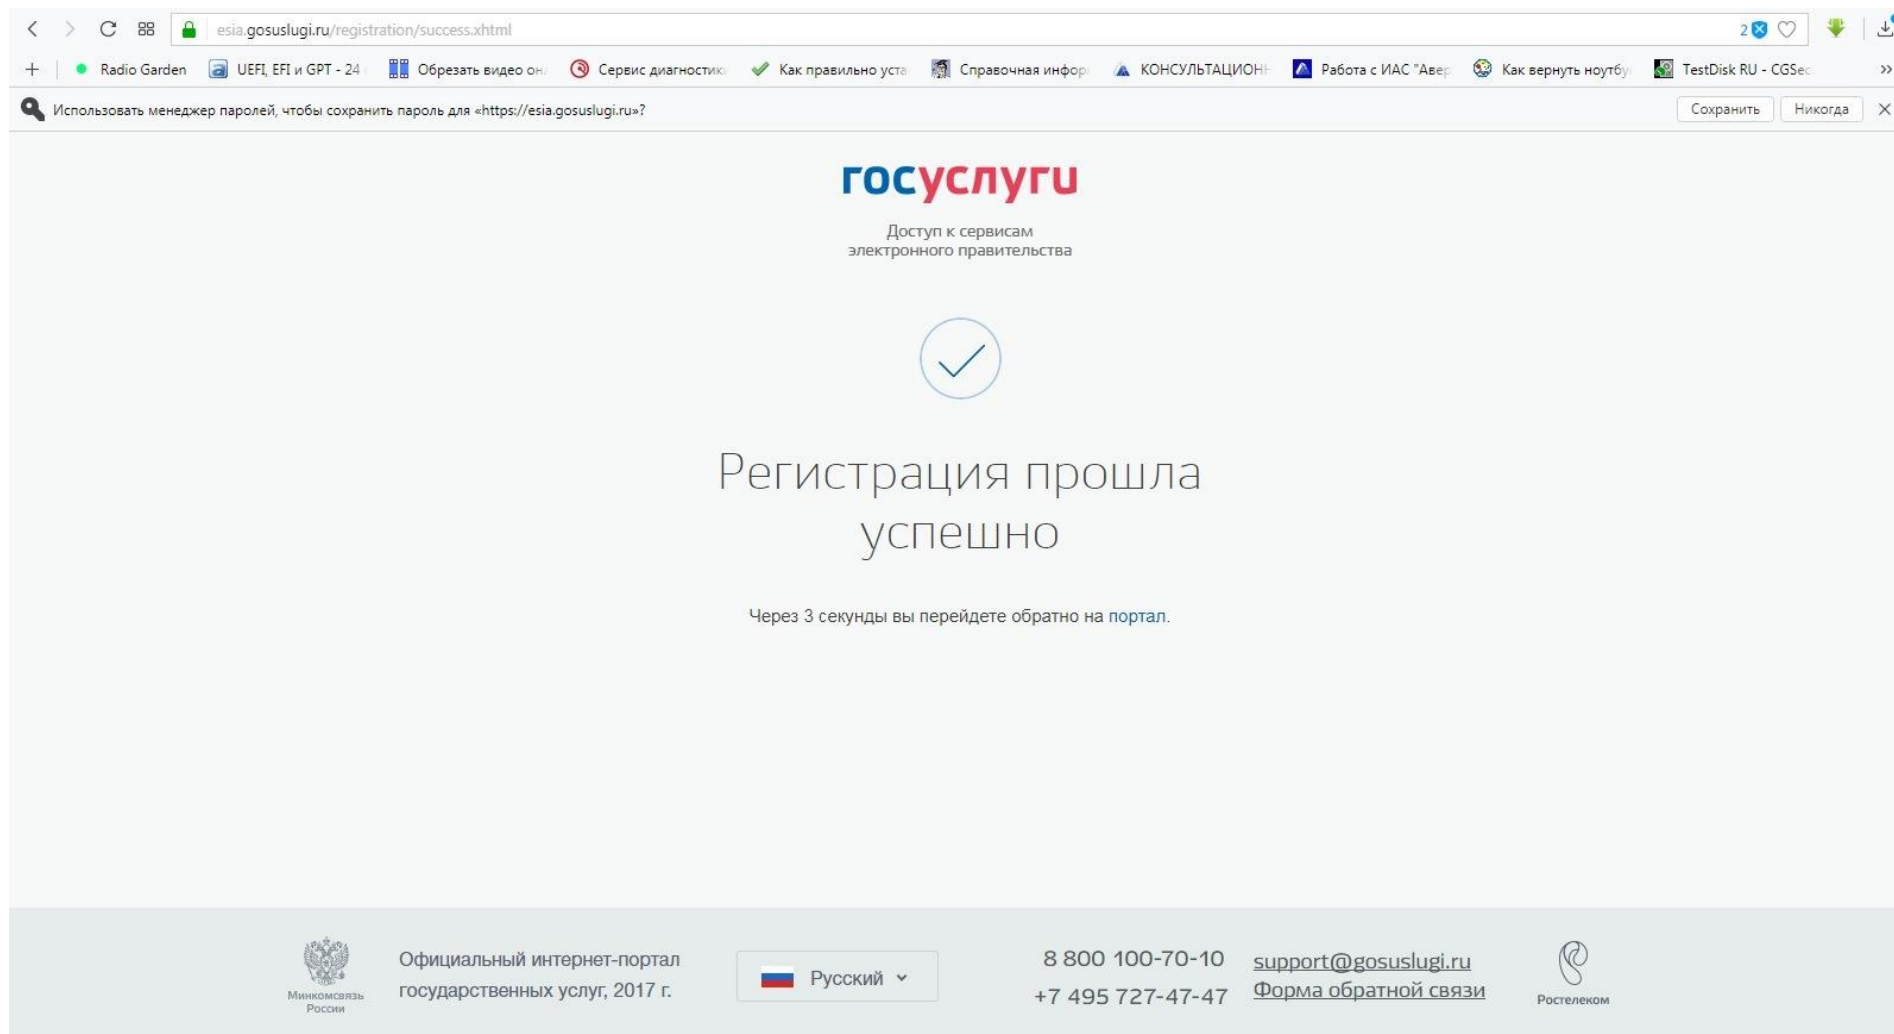 esia.gosuslugi.ru/registration/success.xhtml
2
Radio Garden
UEFI, EFI и GPT - 24
Обрезать видео он
Сервис диагностик
Как правильно уста
Справочная инфор
КОНСУЛЬТАЦИОН
Работа с ИАС "Авер
Как вернуть ноутбу
TestDisk RU - CGSec
Использовать менеджер паролей, чтобы сохранить пароль для «https://esia.gosuslugi.ru»?
Сохранить
Никогда
госуслуги
Доступ к сервисам
электронного правительства
Регистрация прошла
успешно
Через 3 секунды вы перейдете обратно на портал.
Минкомсвязь
России
Официальный интернет-портал
государственных услуг, 2017 г.
Русский
8 800 100-70-10
+7 495 727-47-47
support@gosuslugi.ru
Форма обратной связи
Ростелеком